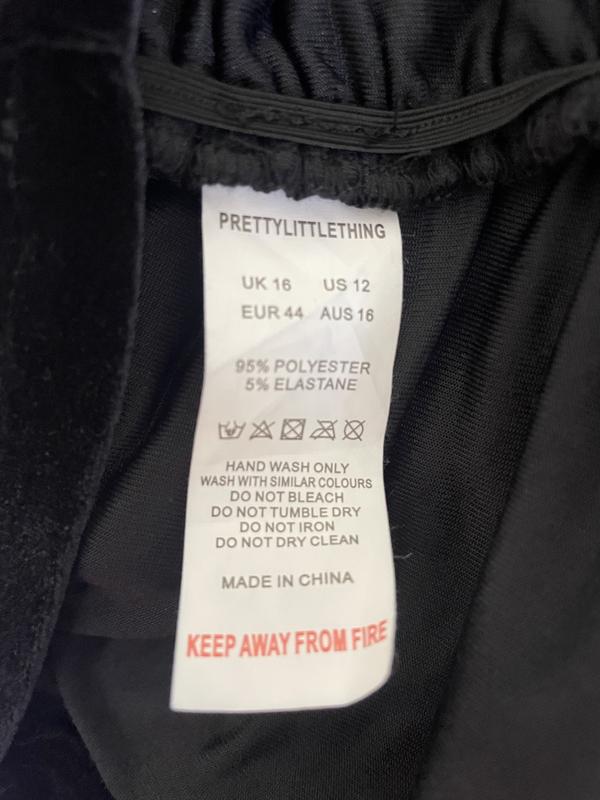 PRETTYLITTLETHING
UK 16 US 12
EUR 44 AUS 16
95% POLYESTER
5% ELASTANE
HAND WASH ONLY
WASH WITH SIMILAR COLOURS
DO NOT BLEACH
DO NOT TUMBLE DRY
DO NOT IRON
DO NOT DRY CLEAN
MADE IN CHINA
KEEP AWAY FROM FIRE